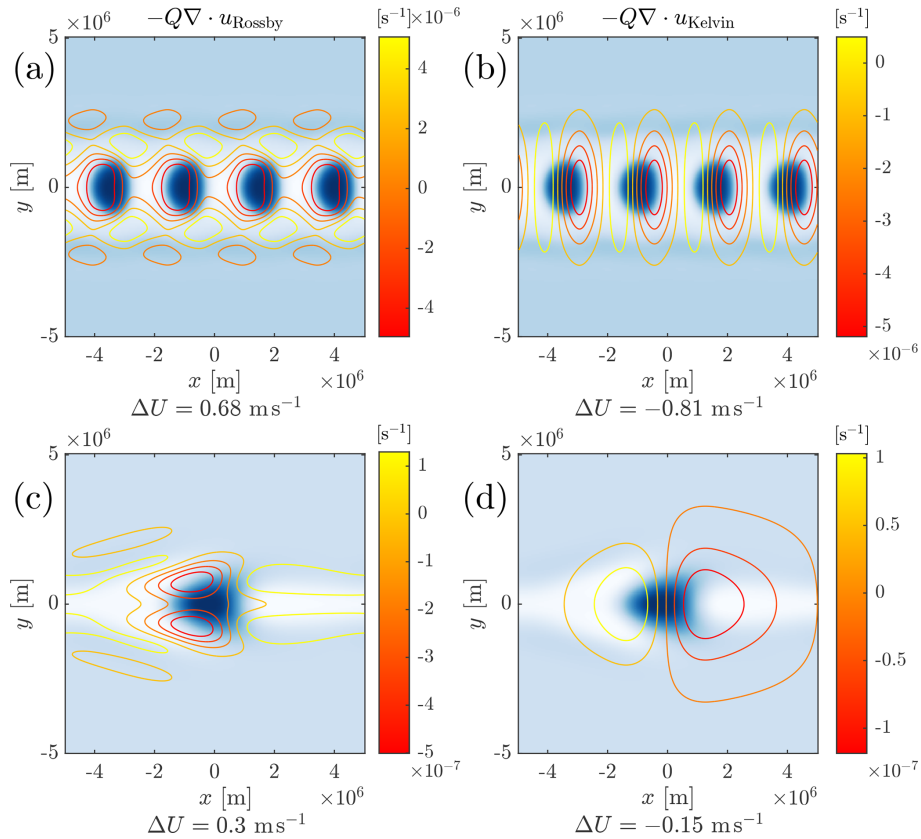 −Q∇ · u_Rossby
[s⁻¹]×10⁻⁶
−Q∇ · u_Kelvin
[s⁻¹]
×10⁶
(a)
5
0
-5
y [m]
-4 -2 0 2 4
x [m]
×10⁶
4
2
0
-2
-4
ΔU = 0.68 m s⁻¹
×10⁶
(b)
5
0
-5
y [m]
-4 -2 0 2 4
x [m]
×10⁶
0
-1
-2
-3
-4
-5
×10⁻⁶
ΔU = −0.81 m s⁻¹
×10⁶
[s⁻¹]
(c)
5
0
-5
y [m]
-4 -2 0 2 4
x [m]
×10⁶
1
0
-1
-2
-3
-4
-5
×10⁻⁷
ΔU = 0.3 m s⁻¹
×10⁶
[s⁻¹]
(d)
5
0
-5
y [m]
-4 -2 0 2 4
x [m]
×10⁶
1
0.5
0
-0.5
-1
×10⁻⁷
ΔU = −0.15 m s⁻¹